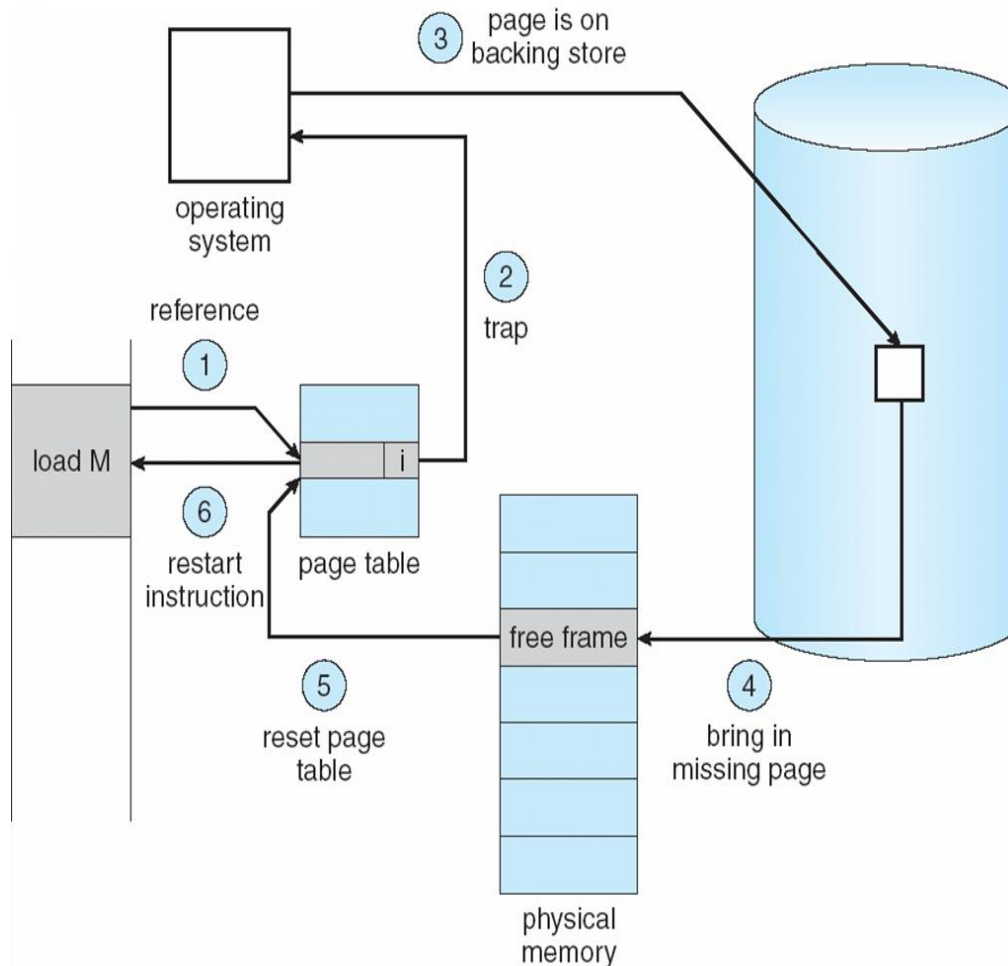 3
page is on
backing store
operating
system
2
trap
reference
1
load M
i
6
restart
instruction
page table
free frame
5
reset page
table
4
bring in
missing page
physical
memory